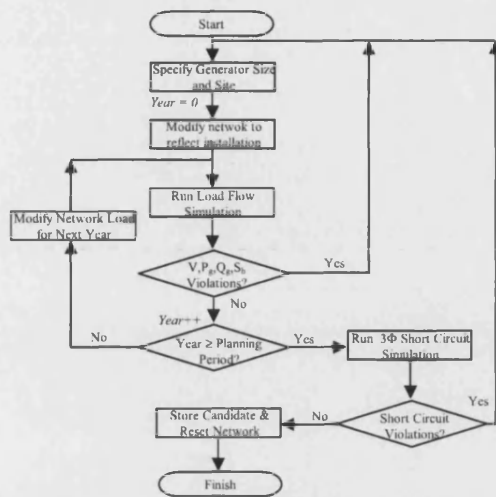 Start
Specify Generator Size
and Site
Year = 0
Modify netwok to
reflect installation
Run Load Flow
Simulation
Modify Network Load
for Next Year
V,Pg,Qg,Sb
Violations?
Yes
No
Year++
No
Year ≥ Planning
Period?
Yes
Run 3Φ Short Circuit
Simulation
Yes
Store Candidate &
Reset Network
No
Short Circuit
Violations?
Finish